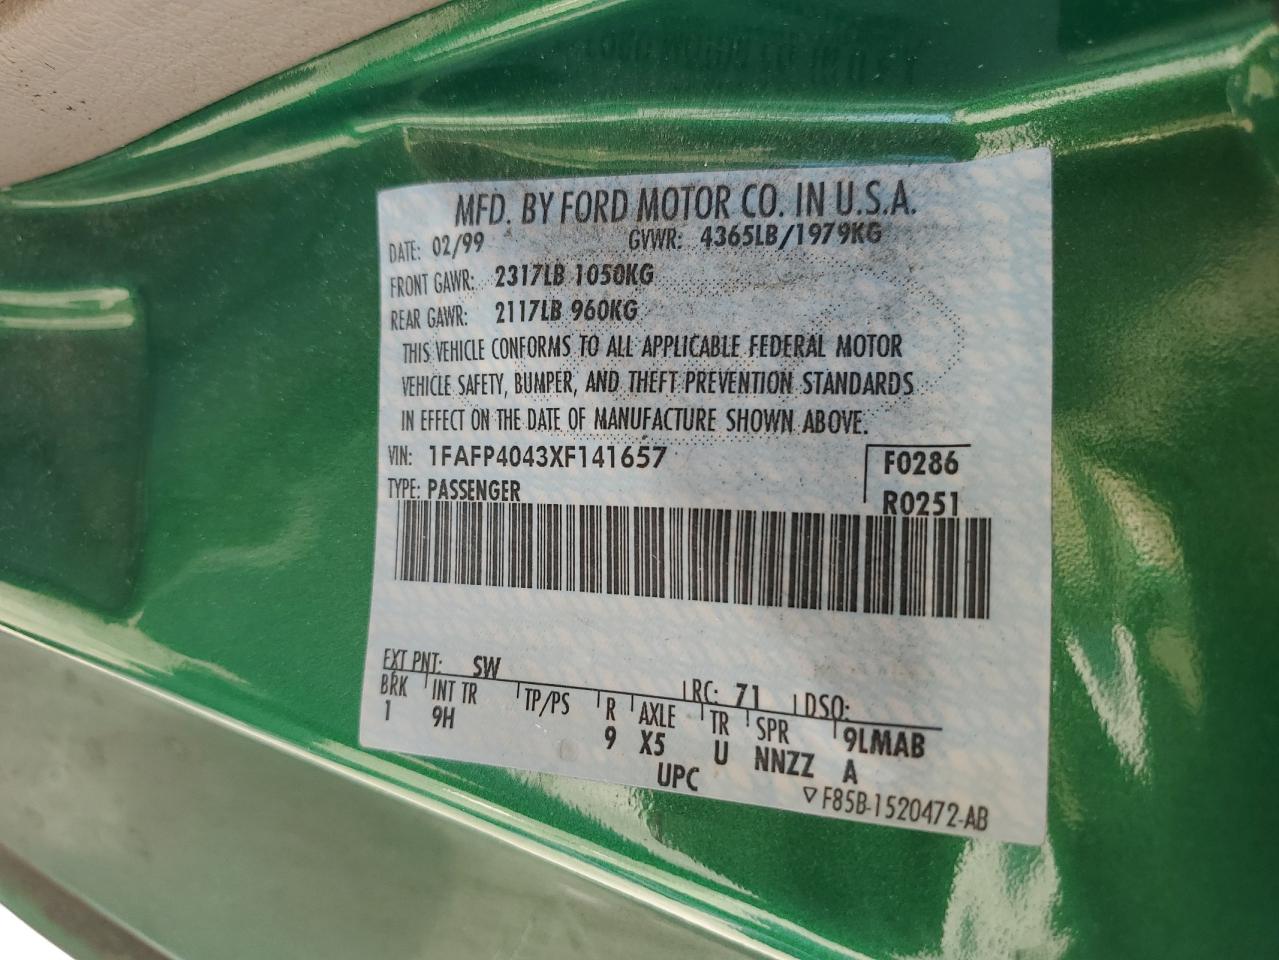 MFD. BY FORD MOTOR CO. IN U.S.A.
DATE: 02/99 GVWR: 4365LB/1979KG
FRONT GAWR: 2317LB 1050KG
REAR GAWR: 2117LB 960KG
THIS VEHICLE CONFORMS TO ALL APPLICABLE FEDERAL MOTOR
VEHICLE SAFETY, BUMPER, AND THEFT PREVENTION STANDARDS
IN EFFECT ON THE DATE OF MANUFACTURE SHOWN ABOVE.
VIN: 1FAFP4043XF141657 F0286
TYPE: PASSENGER R0251
EXT PNT: SW RC: 71 DSO:
BRK INT TR TP/PS R AXLE TR SPR 9LMAB
1 9H 9 X5 U NNZZ A
UPC
▽ F85B-1520472-AB